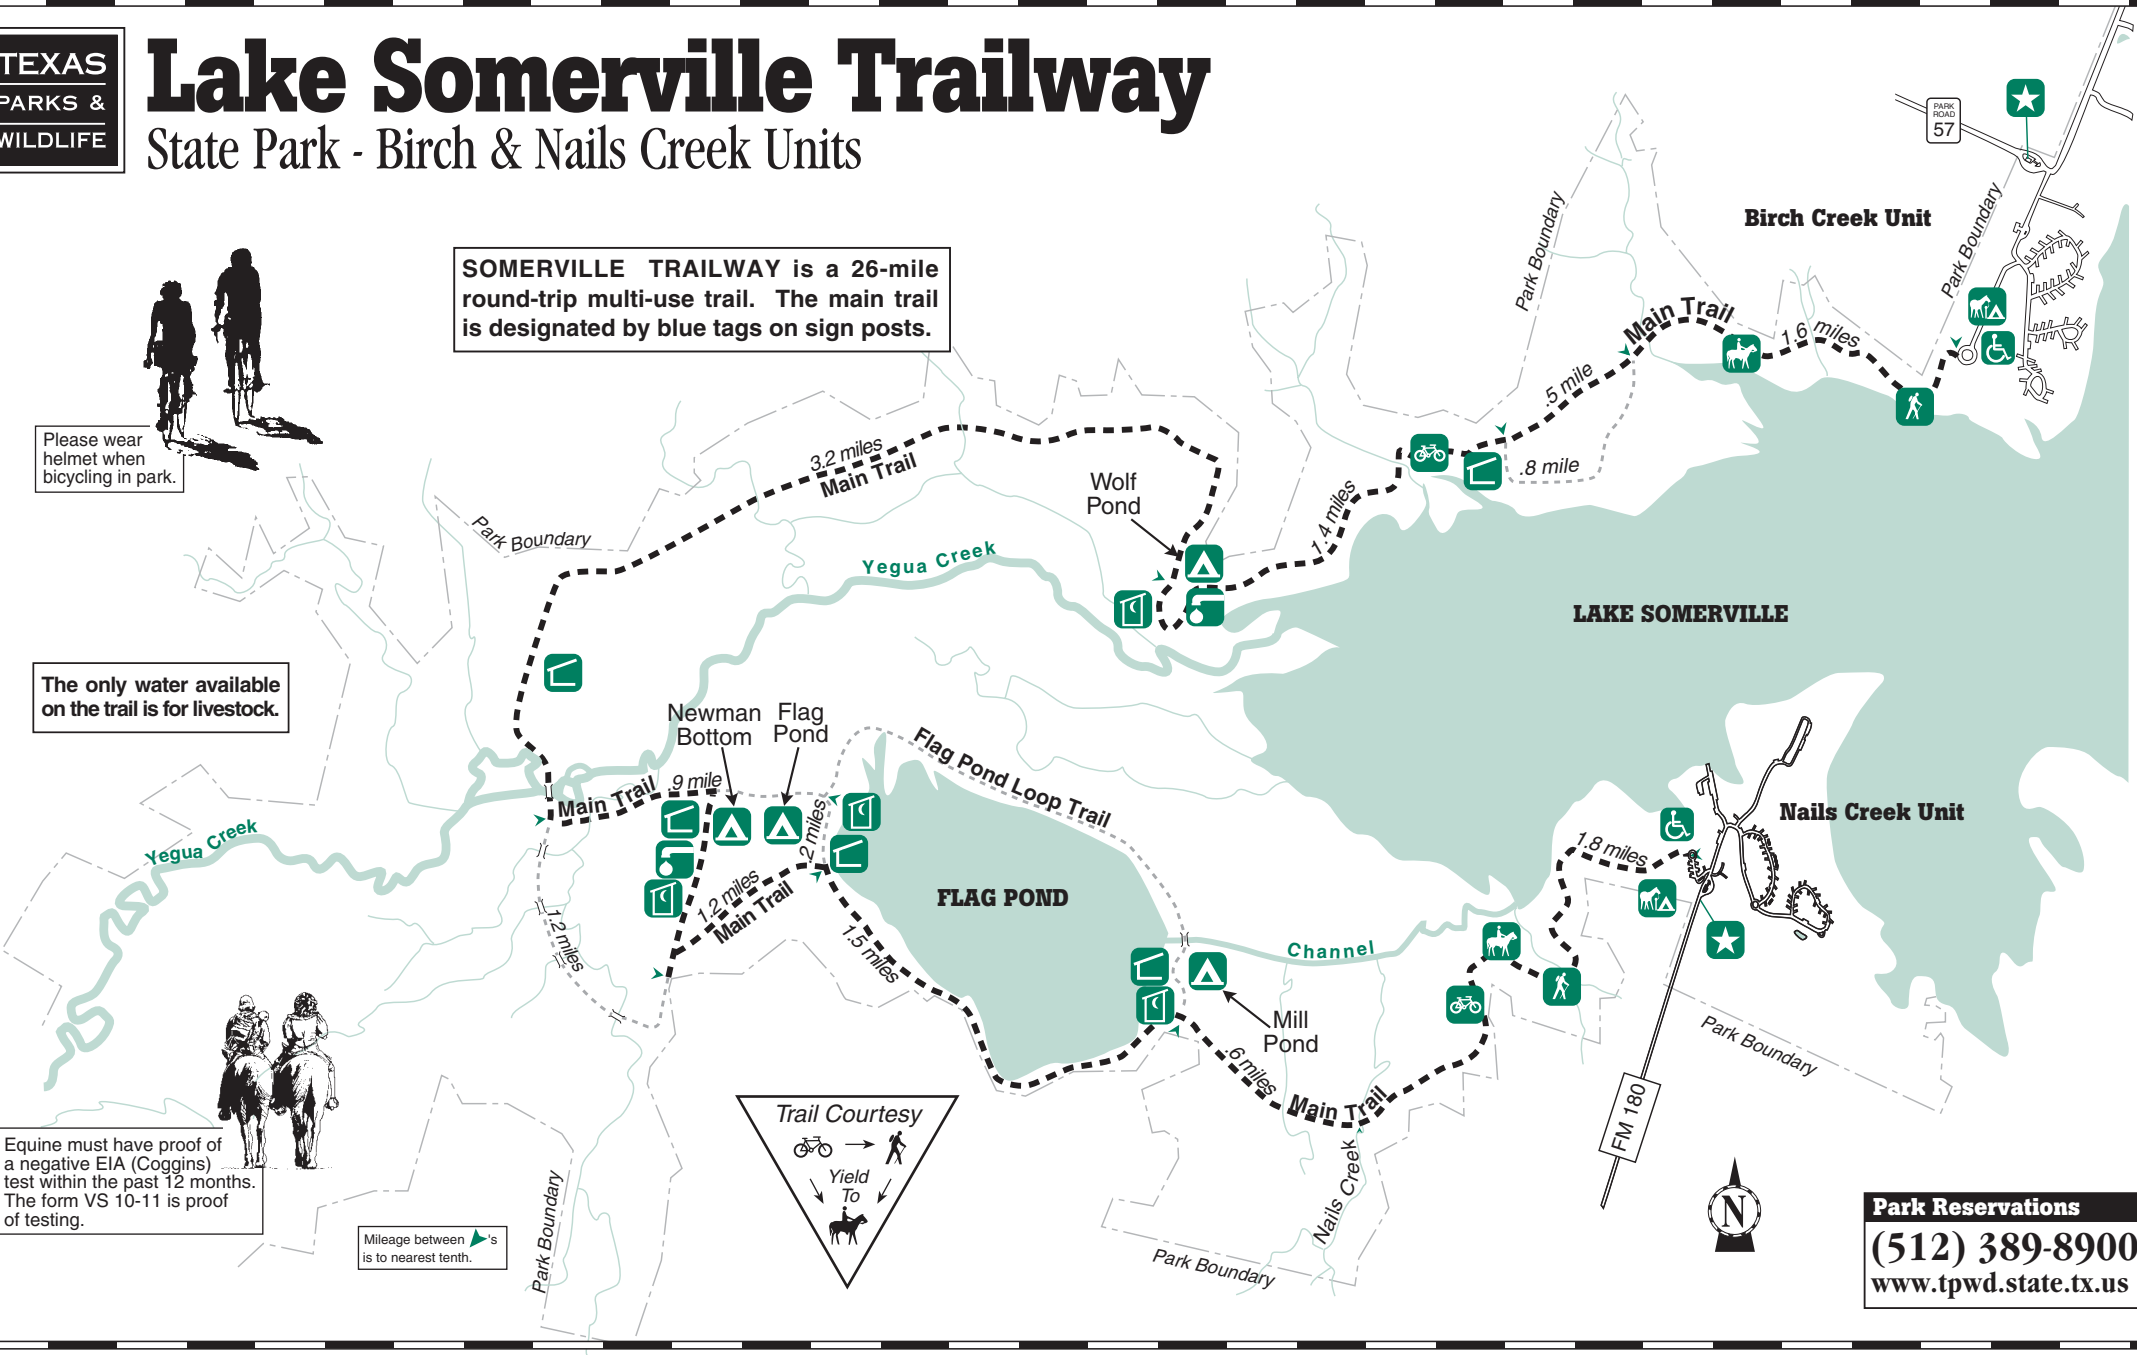 TEXAS
PARKS &
WILDLIFE
Lake Somerville Trailway
State Park - Birch & Nails Creek Units
SOMERVILLE TRAILWAY is a 26-mile
round-trip multi-use trail. The main trail
is designated by blue tags on sign posts.
PARK
ROAD
57
Birch Creek Unit
Park Boundary
Park Boundary
Main Trail
1.6 miles
.5 mile
.8 mile
Please wear
helmet when
bicycling in park.
3.2 miles
Main Trail
Wolf
Pond
1.4 miles
Park Boundary
Yegua Creek
LAKE SOMERVILLE
The only water available
on the trail is for livestock.
Newman
Bottom
Flag
Pond
Flag Pond Loop Trail
Main Trail
.9 mile
.2 miles
Nails Creek Unit
Yegua Creek
1.8 miles
1.2 miles
Main Trail
FLAG POND
1.2 miles
1.5 miles
Channel
Mill
Pond
.6 miles
Main Trail
Park Boundary
FM 180
Trail Courtesy
Yield
To
Equine must have proof of
a negative EIA (Coggins)
test within the past 12 months.
The form VS 10-11 is proof
of testing.
Mileage between 's
is to nearest tenth.
Park Boundary
Nails Creek
Park Boundary
N
Park Reservations
(512) 389-8900
www.tpwd.state.tx.us